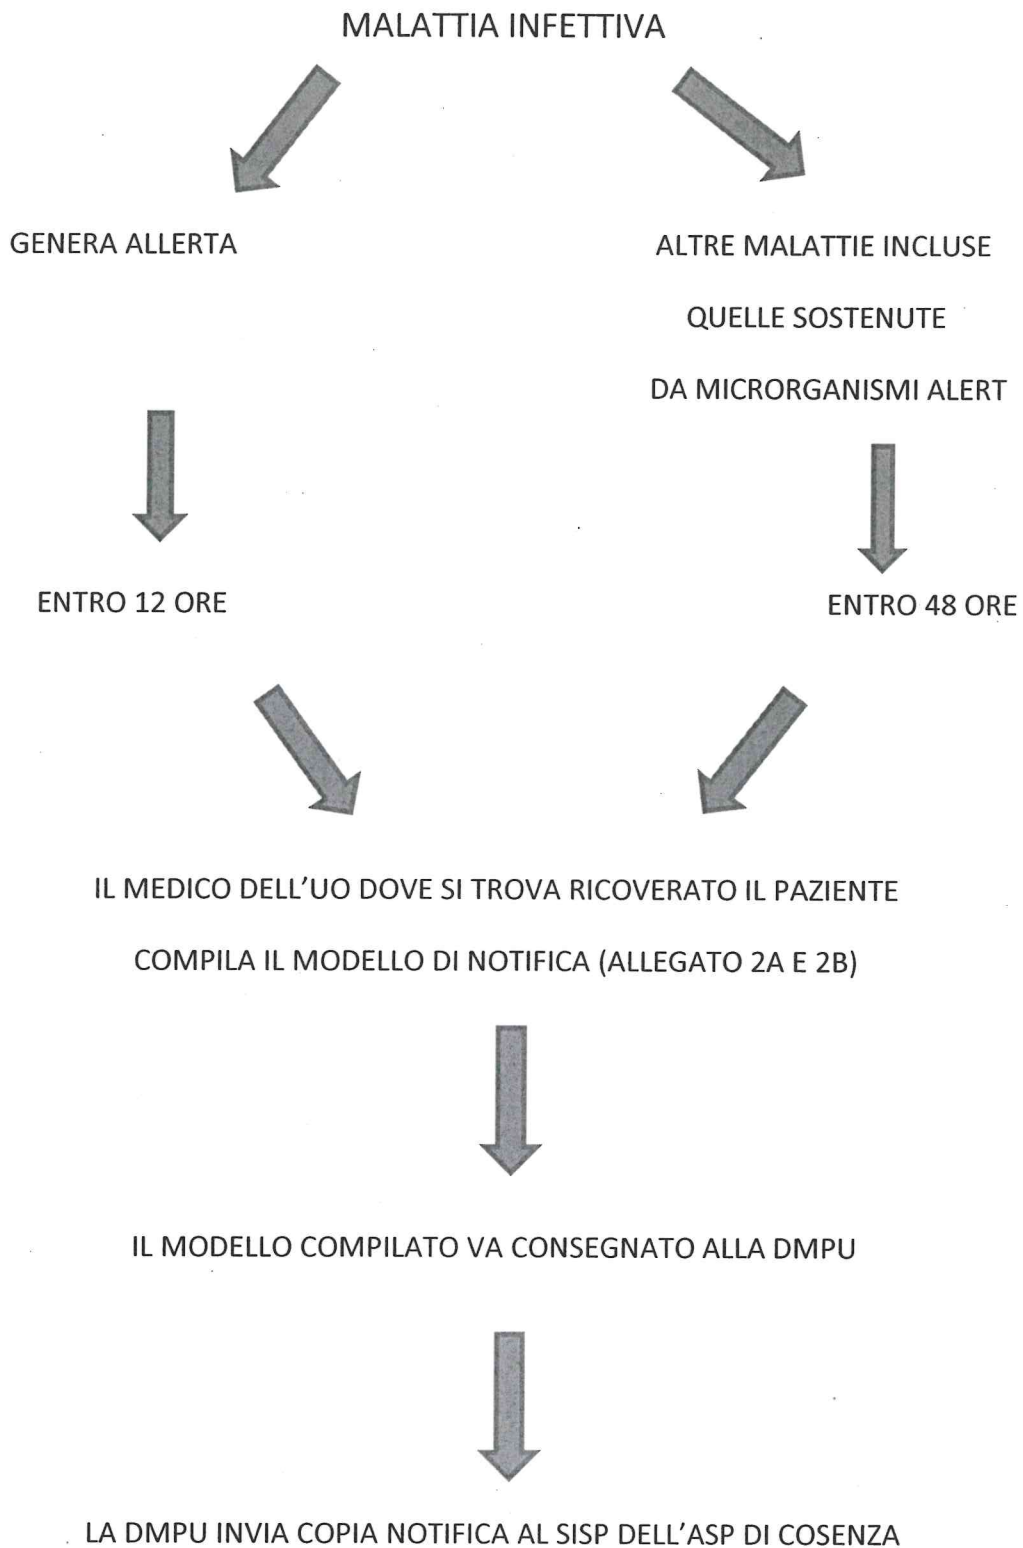 MALATTIA INFETTIVA
GENERA ALLERTA
ALTRE MALATTIE INCLUSE
QUELLE SOSTENUTE
DA MICRORGANISMI ALERT
ENTRO 12 ORE
ENTRO 48 ORE
IL MEDICO DELL'UO DOVE SI TROVA RICOVERATO IL PAZIENTE
COMPILA IL MODELLO DI NOTIFICA (ALLEGATO 2A E 2B)
IL MODELLO COMPILATO VA CONSEGNATO ALLA DMPU
LA DMPU INVIA COPIA NOTIFICA AL SISP DELL'ASP DI COSENZA